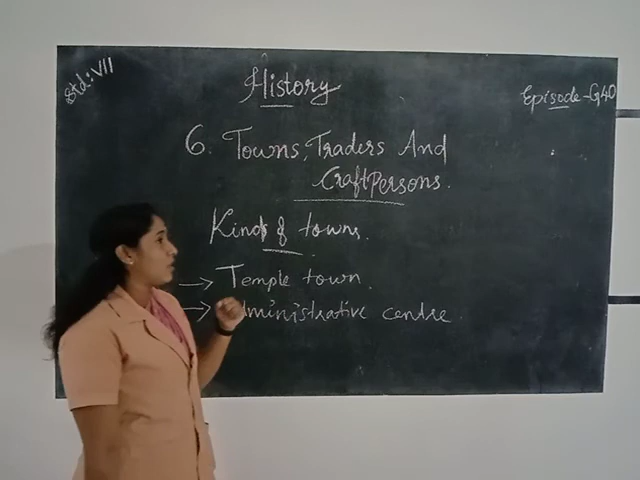 Std: VII
History
Episode-G40
6. Towns, Traders And
CraftPersons.
Kinds of towns.
→ Temple town.
→ Administrative centre